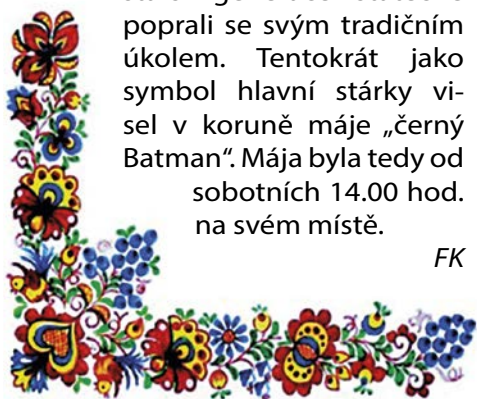 poprali se svým tradičním
úkolem. Tentokrát jako
symbol hlavní stárky vi-
sel v koruně máje „černý
Batman“. Mája byla tedy od
sobotních 14.00 hod.
na svém místě.
FK